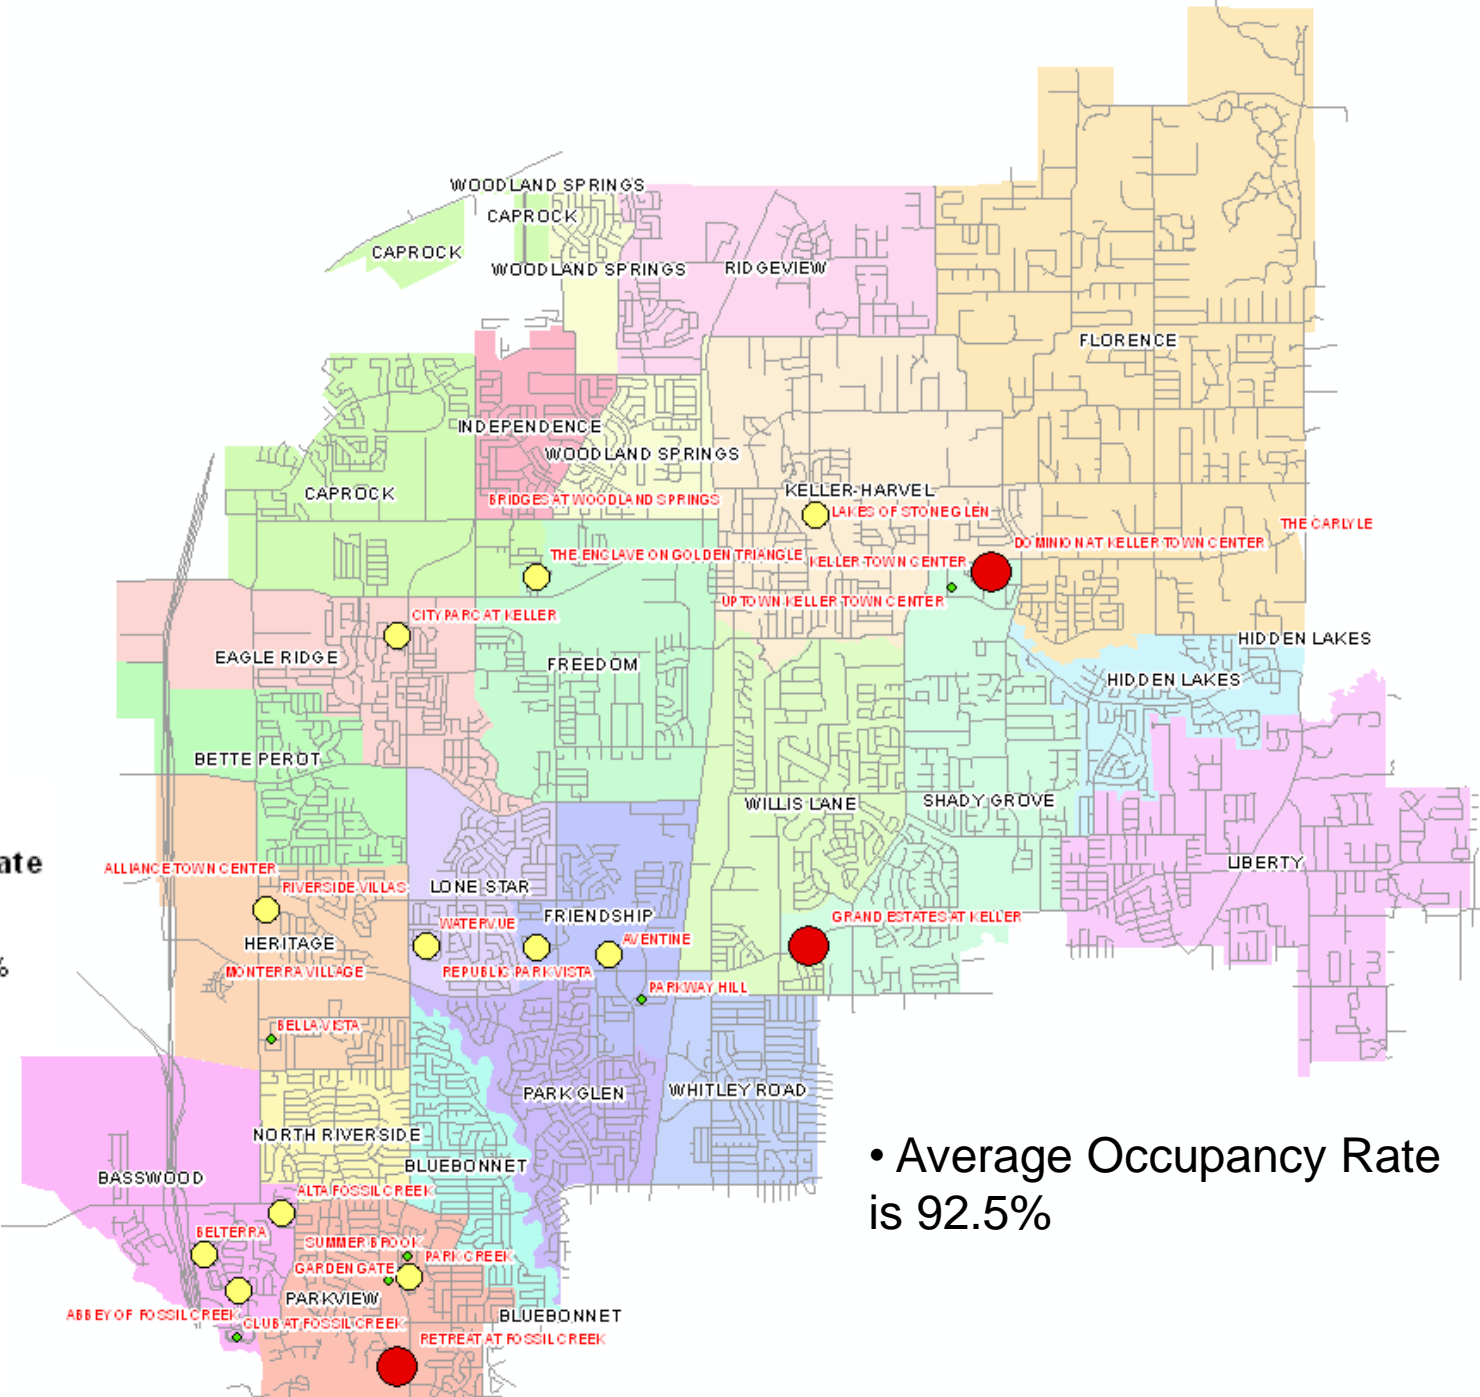 WOODLAND SPRINGS
CAPROCK
CAPROCK
WOODLAND SPRINGS
RIDGEVIEW
FLORENCE
INDEPENDENCE
WOODLAND SPRINGS
CAPROCK
KELLER-HARVEL
BRIDGES AT WOODLAND SPRINGS
LAKES OF STONEGLEN
THE CARLYLE
DOMINION AT KELLER TOWN CENTER
THE ENCLAVE ON GOLDEN TRIANGLE
KELLER TOWN CENTER
UPTOWN KELLER TOWN CENTER
CITYPARC AT KELLER
HIDDEN LAKES
EAGLE RIDGE
FREEDOM
HIDDEN LAKES
BETTE PEROT
WILLIS LANE
SHADY GROVE
ate
LIBERTY
ALLIANCE TOWN CENTER
RIVERSIDE VILLAS
LONE STAR
FRIENDSHIP
GRAND ESTATES AT KELLER
WATERVUE
HERITAGE
AVENTINE
%
MONTERRA VILLAGE
REPUBLIC PARK VISTA
PARKWAY HILL
BELLA VISTA
PARK GLEN
WHITLEY ROAD
NORTH RIVERSIDE
BLUEBONNET
BASSWOOD
• Average Occupancy Rate
is 92.5%
ALTA FOSSIL CREEK
BELTERRA
SUMMER BROOK
PARK CREEK
GARDEN GATE
PARKVIEW
ABBEY OF FOSSIL CREEK
CLUB AT FOSSIL CREEK
BLUEBONNET
RETREAT AT FOSSIL CREEK